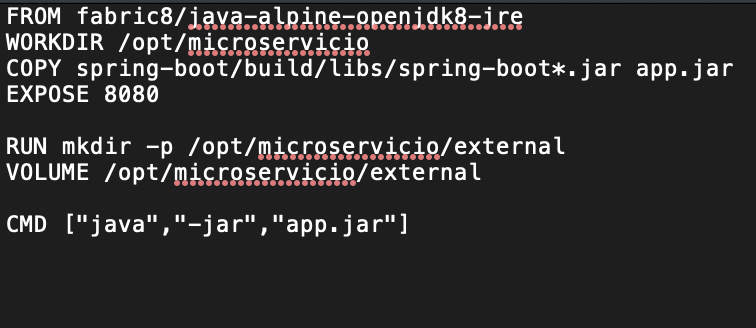 FROM fabric8/java-alpine-openjdk8-jre
WORKDIR /opt/microservicio
COPY spring-boot/build/libs/spring-boot*.jar app.jar
EXPOSE 8080
RUN mkdir -p /opt/microservicio/external
VOLUME /opt/microservicio/external
CMD ["java","-jar","app.jar"]